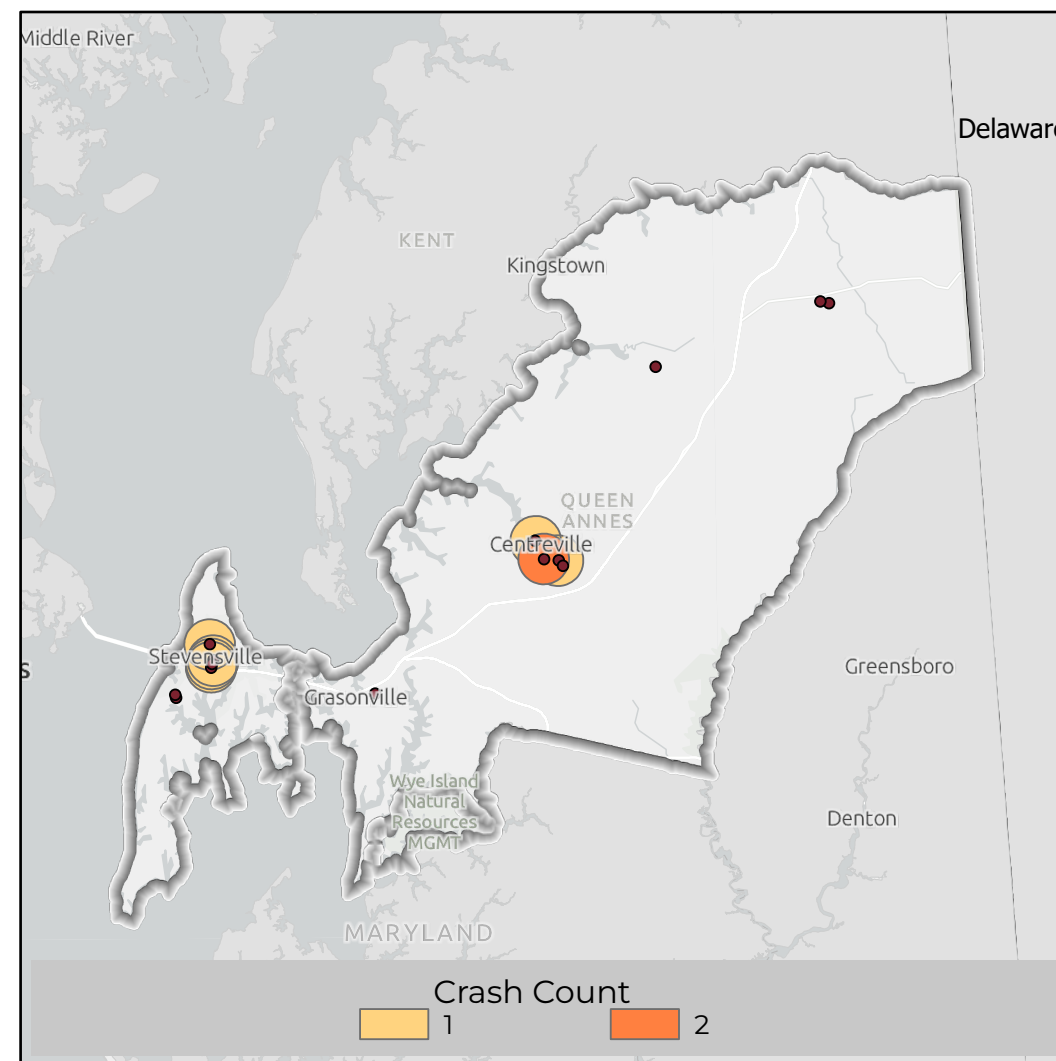 Middle River
Delaware
KENT
Kingstown
QUEEN
ANNES
Centreville
Stevensville
s
Grasonville
Greensboro
Wye Island
Natural
Resources
MGMT
Denton
MARYLAND
Crash Count
1
2